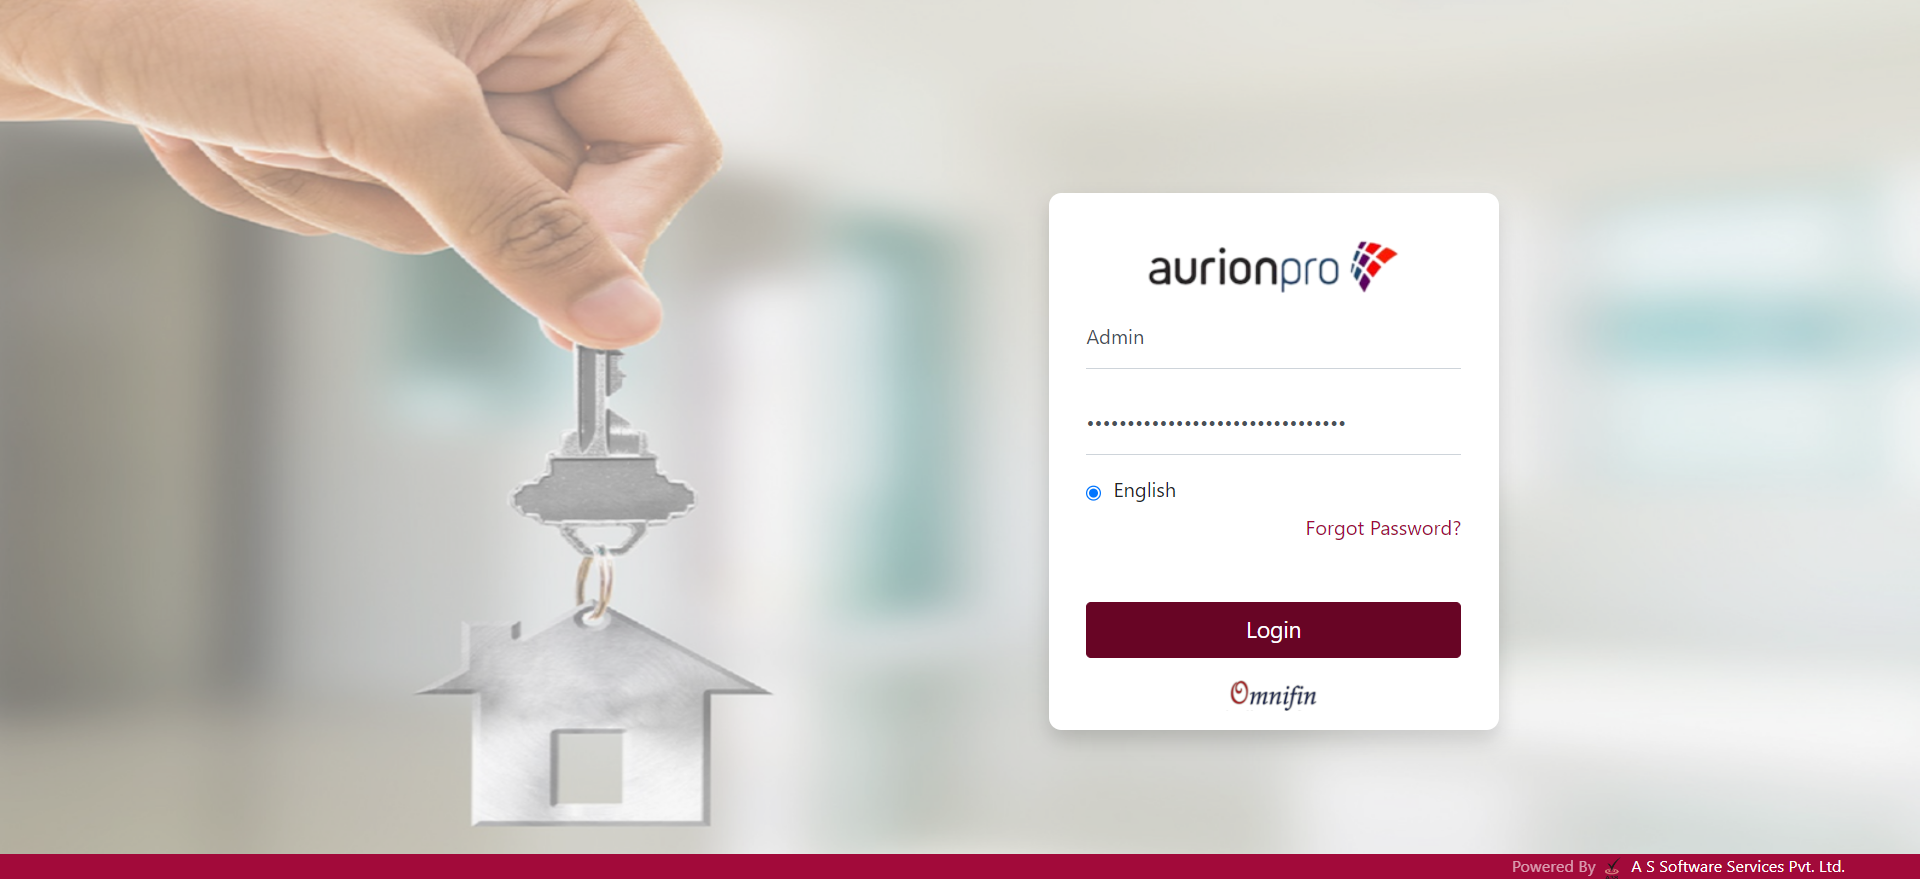 aurionpro
Admin
••••••••••••••••••••••••••••••••
English
Forgot Password?
Login
Omnifin
Powered By A S Software Services Pvt. Ltd.